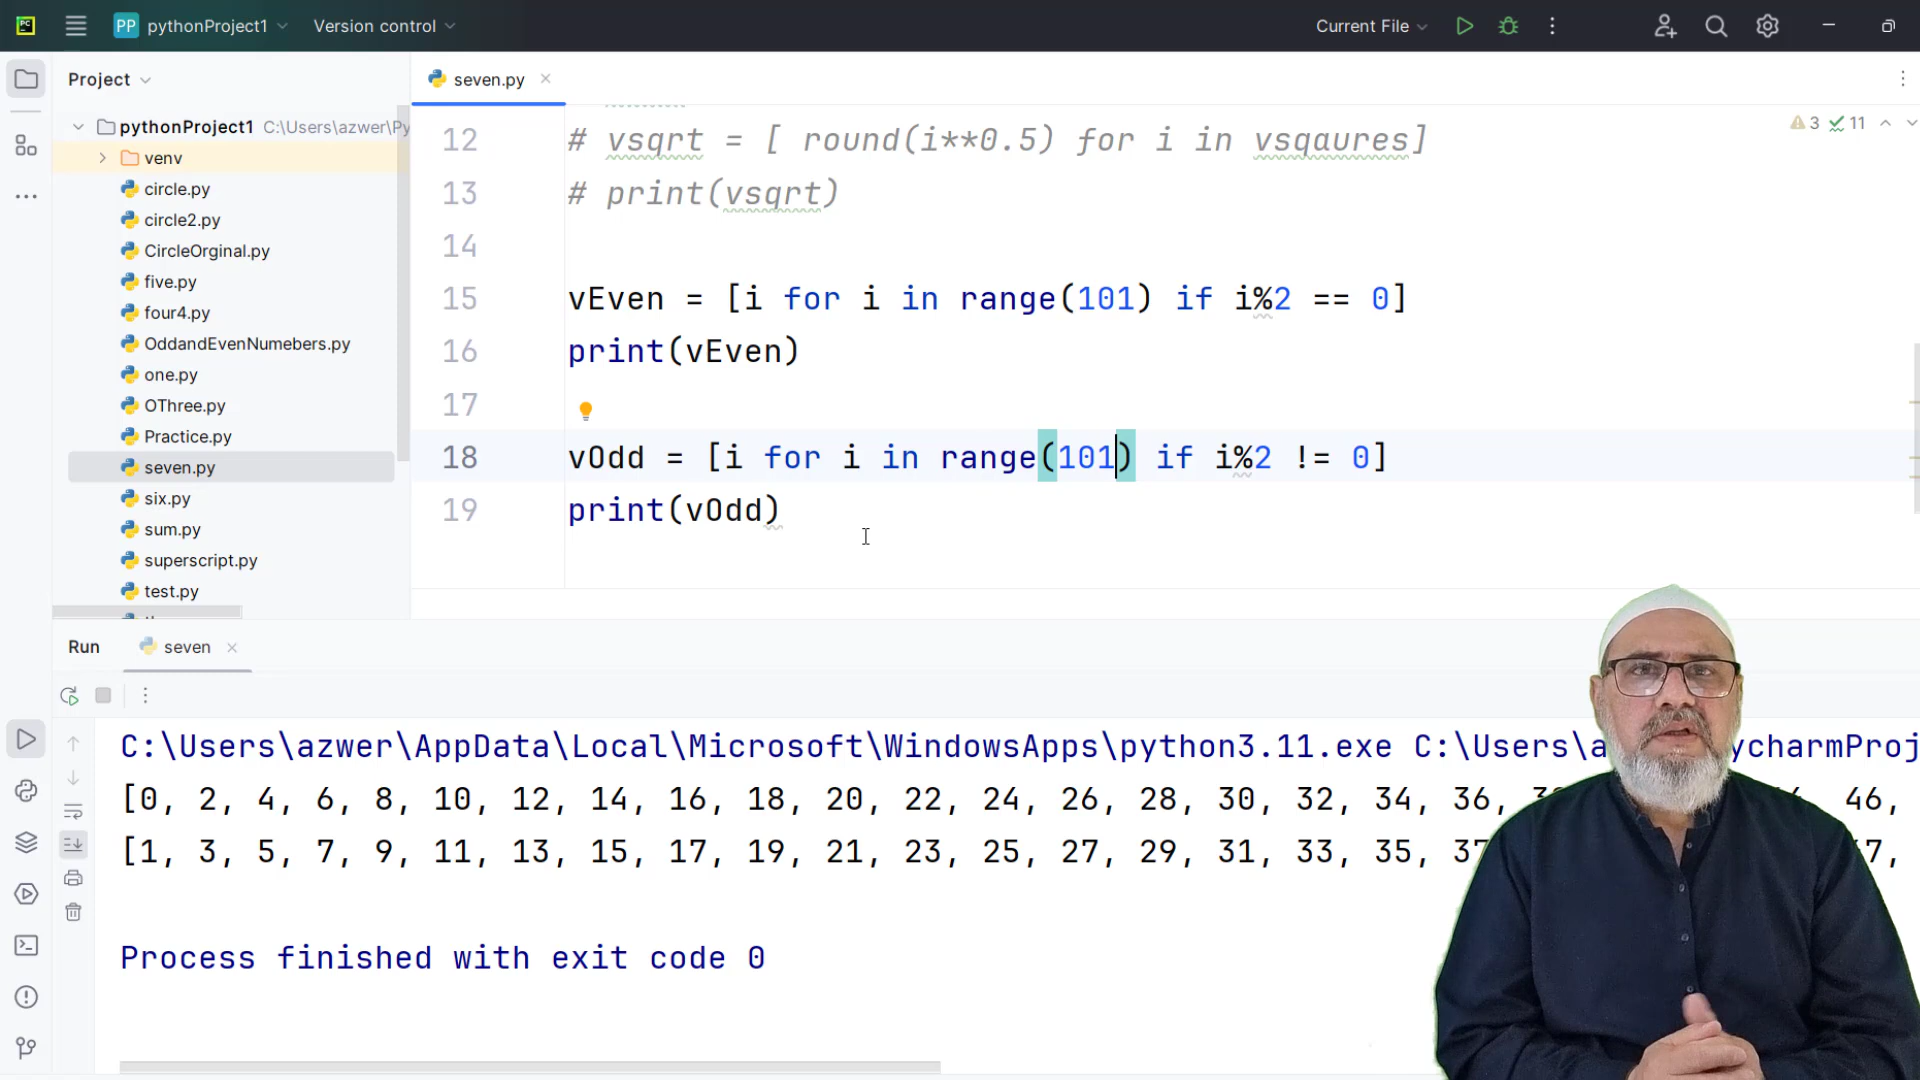 PC
PP pythonProject1 Version control Current File
Project
seven.py
pythonProject1 C:\Users\azwer\Py
venv
circle.py
circle2.py
CircleOrginal.py
five.py
four4.py
OddandEvenNumebers.py
one.py
OThree.py
Practice.py
seven.py
six.py
sum.py
superscript.py
test.py
3 11
12 # vsqrt = [ round(i**0.5) for i in vsqaures]
13 # print(vsqrt)
14
15 vEven = [i for i in range(101) if i%2 == 0]
16 print(vEven)
17
18 vOdd = [i for i in range(101) if i%2 != 0]
19 print(vOdd)
Run seven
C:\Users\azwer\AppData\Local\Microsoft\WindowsApps\python3.11.exe C:\Users\a ycharmProj
[0, 2, 4, 6, 8, 10, 12, 14, 16, 18, 20, 22, 24, 26, 28, 30, 32, 34, 36, 46,
[1, 3, 5, 7, 9, 11, 13, 15, 17, 19, 21, 23, 25, 27, 29, 31, 33, 35, 37 7,
Process finished with exit code 0